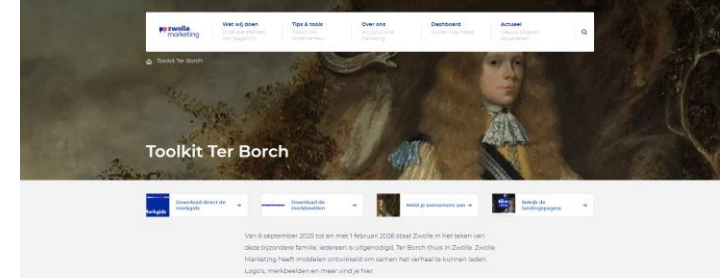 zwolle marketing
Wat wij doen
Tips & tools
Over ons
Dashboard
Actueel
Toolkit Ter Borch
Toolkit Ter Borch
Download direct de merkgids
Download de merkbeelden
Meld je evenement aan
Bekijk de landingspagina
Van 6 september 2025 tot en met 1 februari 2026 staat Zwolle in het teken van
deze bijzondere familie. Iedereen is uitgenodigd, Ter Borch thuis in Zwolle. Zwolle
Marketing heeft middelen ontwikkeld om samen het verhaal te kunnen laden.
Logo's, merkbeelden en meer vind je hier.